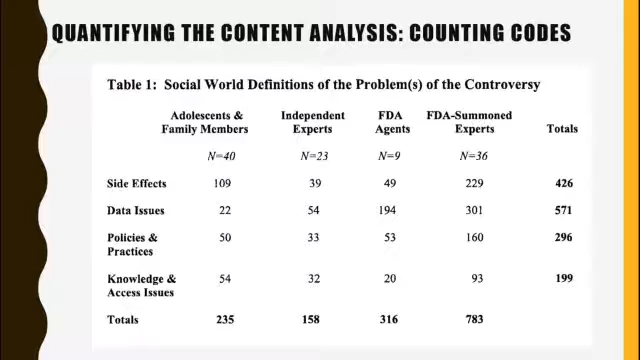 QUANTIFYING THE CONTENT ANALYSIS: COUNTING CODES
Table 1: Social World Definitions of the Problem(s) of the Controversy
Adolescents & Independent FDA FDA-Summoned
Family Members Experts Agents Experts Totals
N=40 N=23 N=9 N=36
Side Effects 109 39 49 229 426
Data Issues 22 54 194 301 571
Policies & 50 33 53 160 296
Practices
Knowledge & 54 32 20 93 199
Access Issues
Totals 235 158 316 783